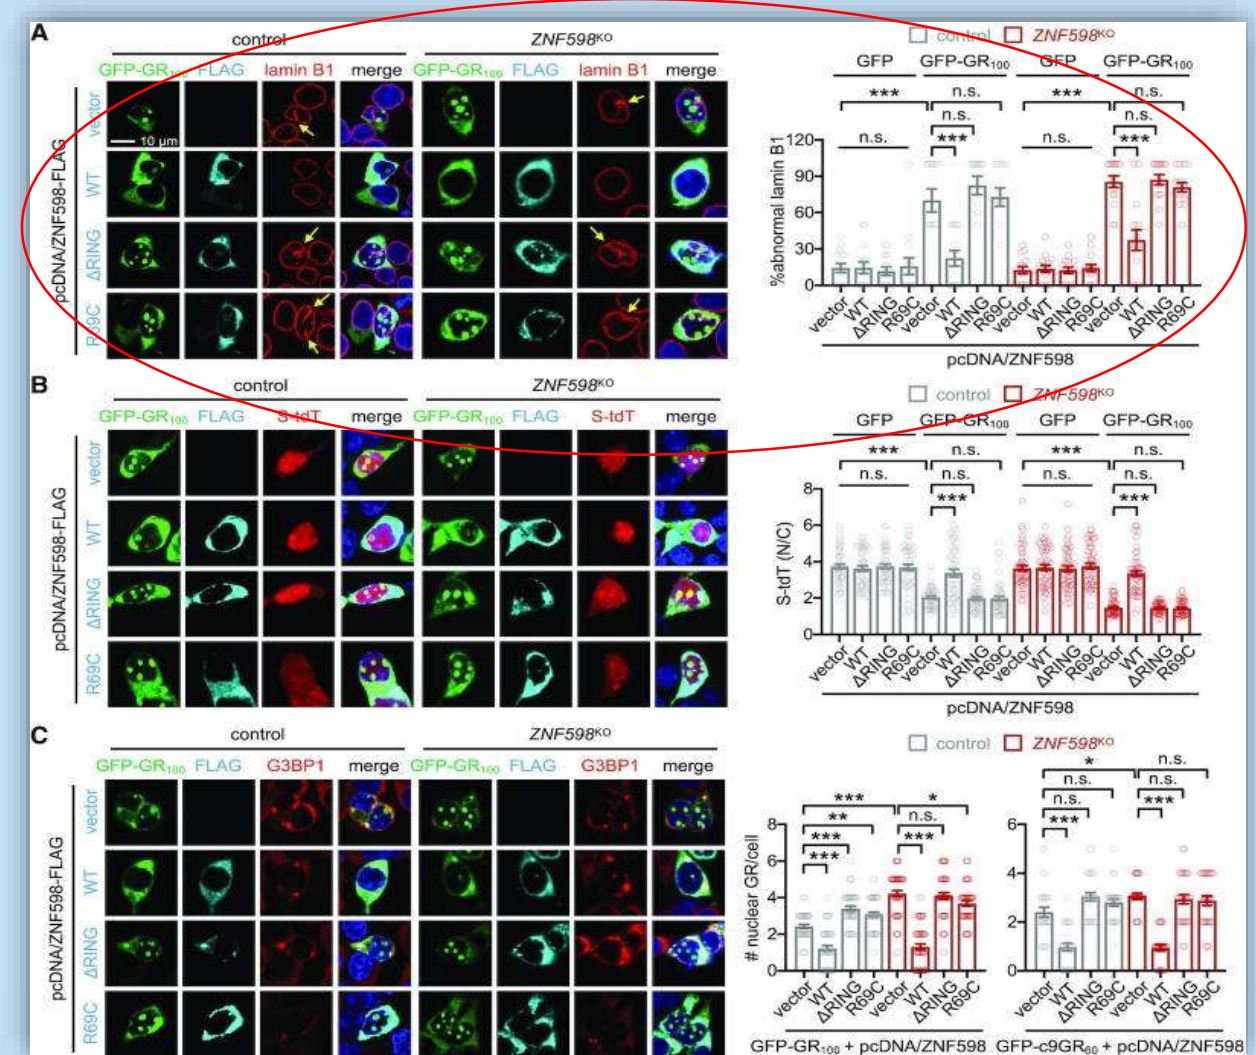 A
control
ZNF598KO
GFP-GR100 FLAG lamin B1 merge GFP-GR100 FLAG lamin B1 merge
pcDNA/ZNF598-FLAG
vector
10 µm
WT
ΔRING
R69C
control ZNF598KO
GFP GFP-GR100 GFP GFP-GR100
*** n.s. *** n.s.
n.s. n.s.
n.s. *** n.s. ***
%abnormal lamin B1
120
90
60
30
0
vector WT ΔRING R69C vector WT ΔRING R69C vector WT ΔRING R69C vector WT ΔRING R69C
pcDNA/ZNF598
B
control
ZNF598KO
GFP-GR100 FLAG S-tdT merge GFP-GR100 FLAG S-tdT merge
pcDNA/ZNF598-FLAG
vector
WT
ΔRING
R69C
control ZNF598KO
GFP GFP-GR100 GFP GFP-GR100
*** n.s. *** n.s.
n.s. n.s. n.s. n.s.
*** ***
S-tdT (N/C)
8
6
4
2
0
vector WT ΔRING R69C vector WT ΔRING R69C vector WT ΔRING R69C vector WT ΔRING R69C
pcDNA/ZNF598
C
control
ZNF598KO
GFP-GR100 FLAG G3BP1 merge GFP-GR100 FLAG G3BP1 merge
pcDNA/ZNF598-FLAG
vector
WT
ΔRING
R69C
control ZNF598KO
*** *
** n.s.
*** ***
***
# nuclear GR/cell
8
6
4
2
0
vector WT ΔRING R69C vector WT ΔRING R69C
GFP-GR100 + pcDNA/ZNF598
* n.s.
n.s. n.s.
n.s. ***
***
6
4
2
0
vector WT ΔRING R69C vector WT ΔRING R69C
GFP-c9GR60 + pcDNA/ZNF598